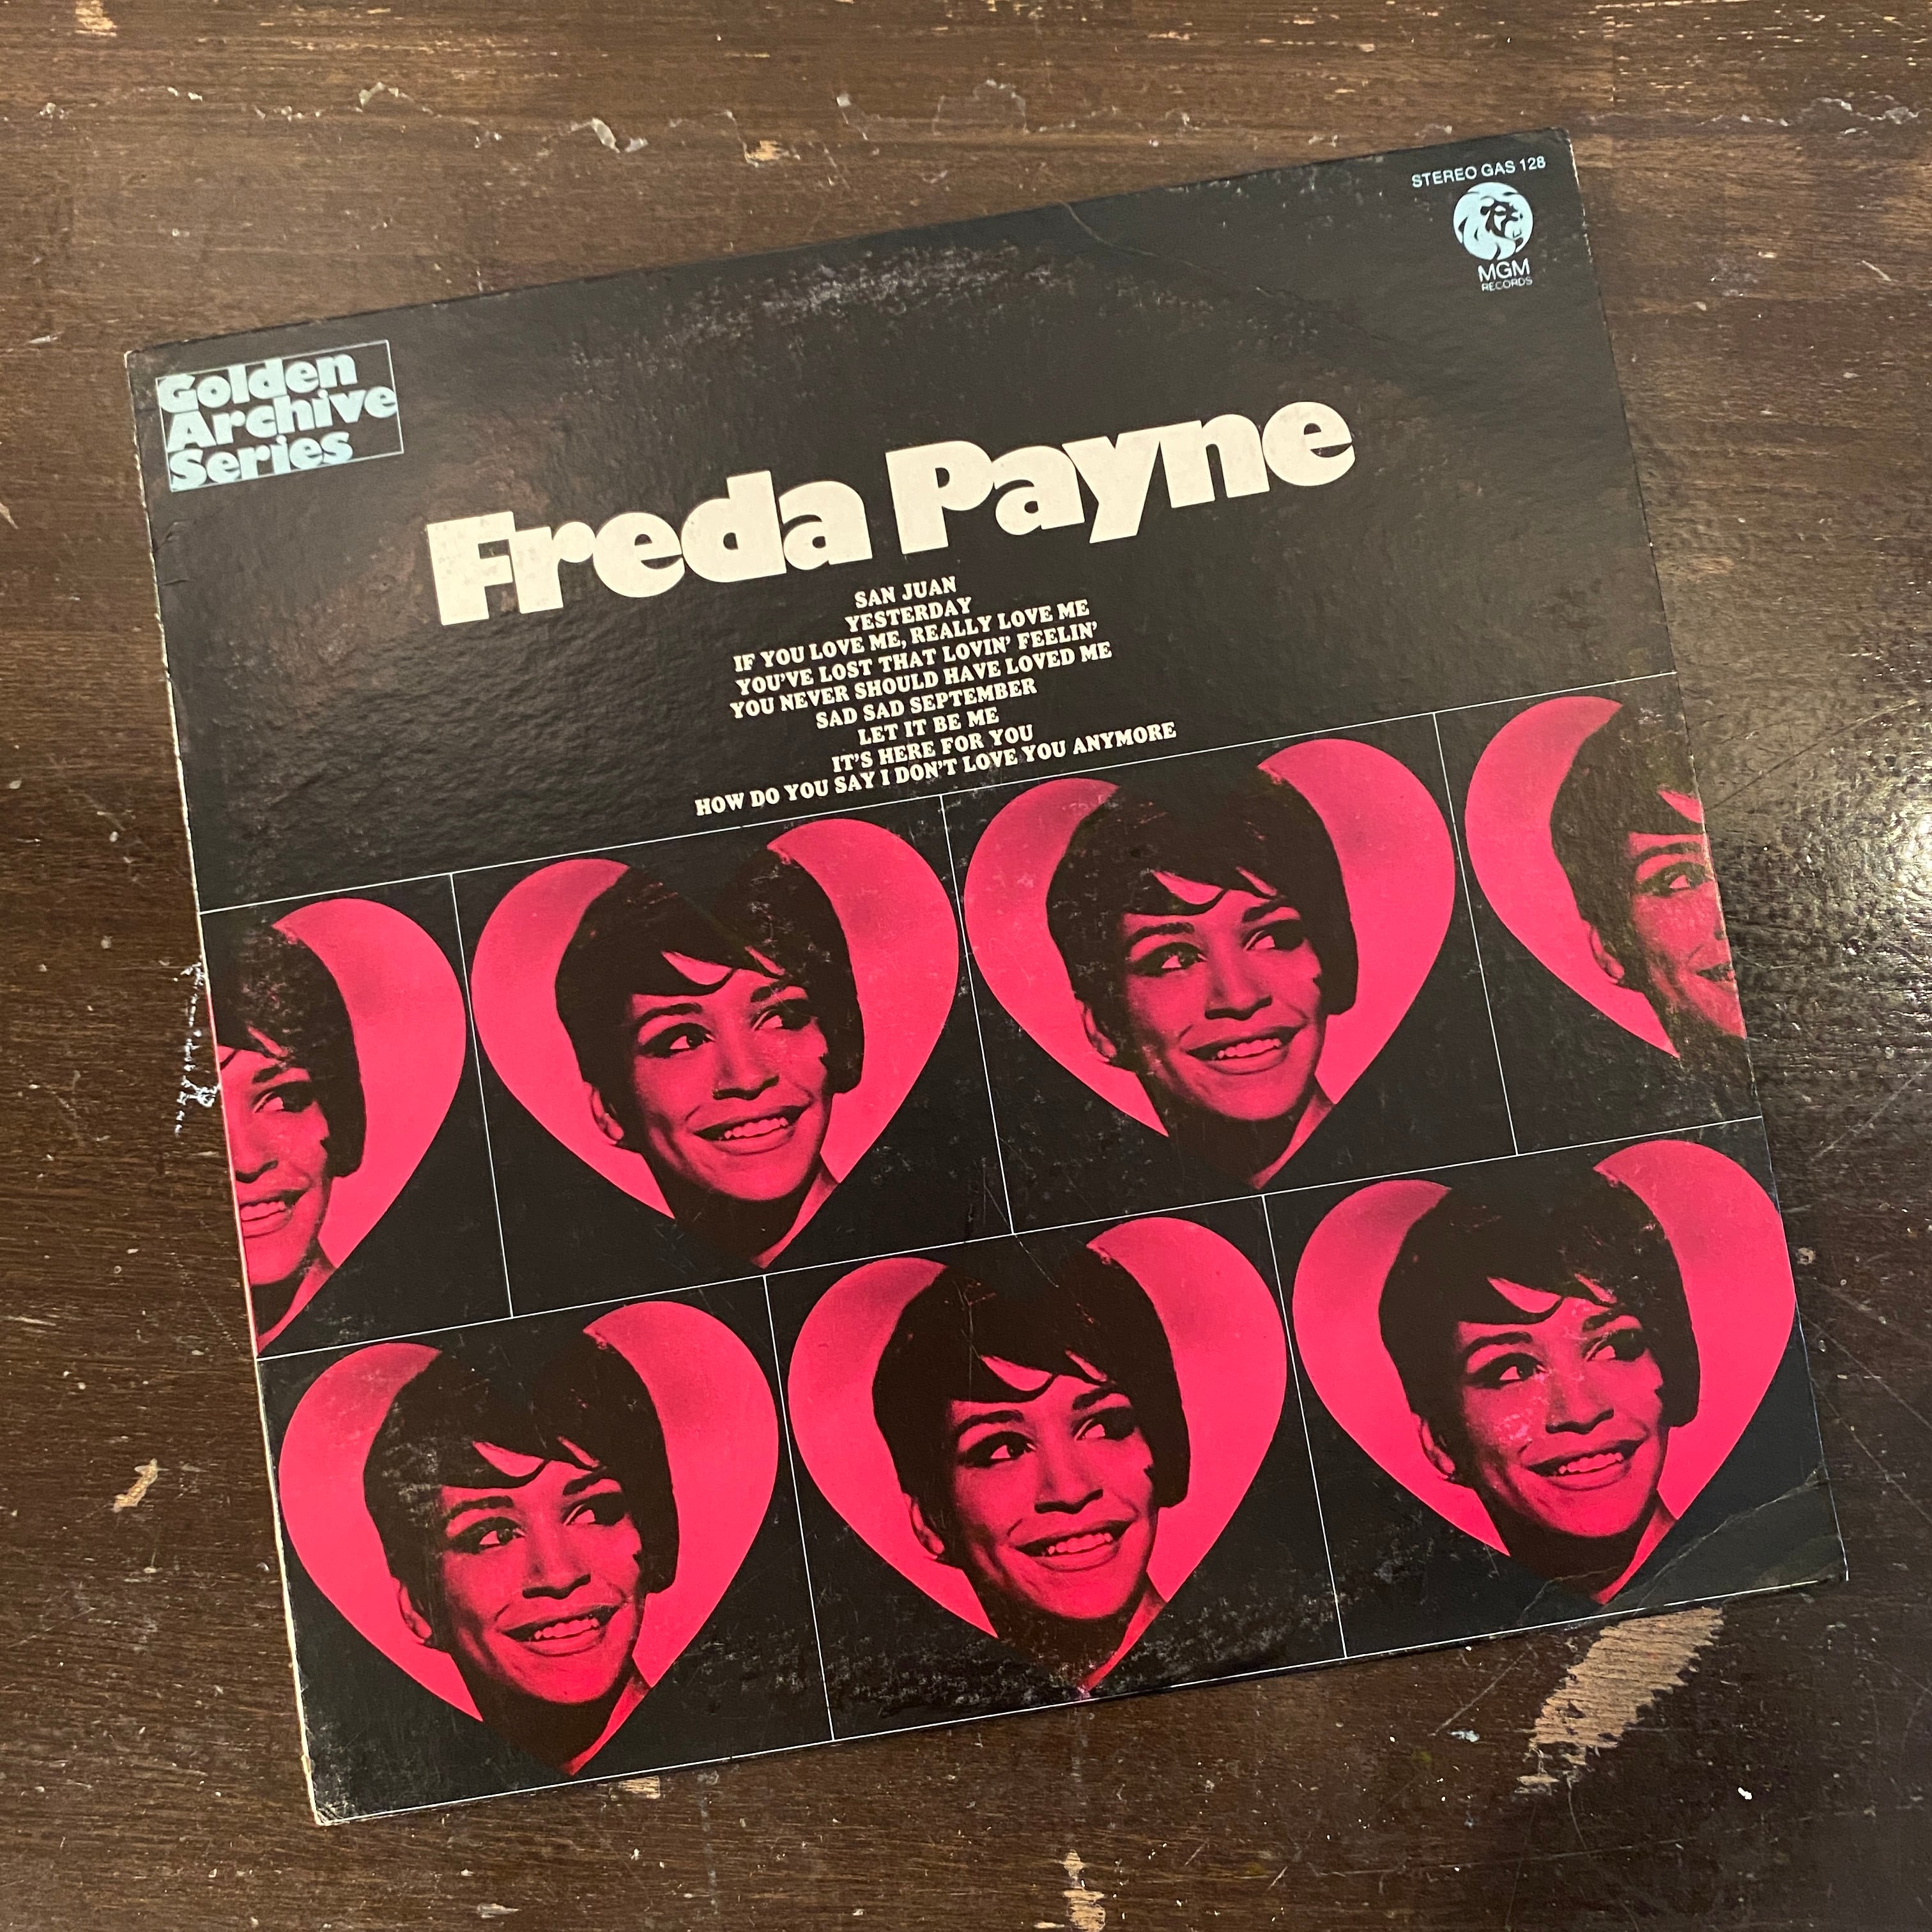 STEREO GAS 128
MGM
RECORDS
Golden
Archive
Series
Freda Payne
SAN JUAN
YESTERDAY
IF YOU LOVE ME, REALLY LOVE ME
YOU'VE LOST THAT LOVIN' FEELIN'
YOU NEVER SHOULD HAVE LOVED ME
SAD SAD SEPTEMBER
LET IT BE ME
IT'S HERE FOR YOU
HOW DO YOU SAY I DON'T LOVE YOU ANYMORE